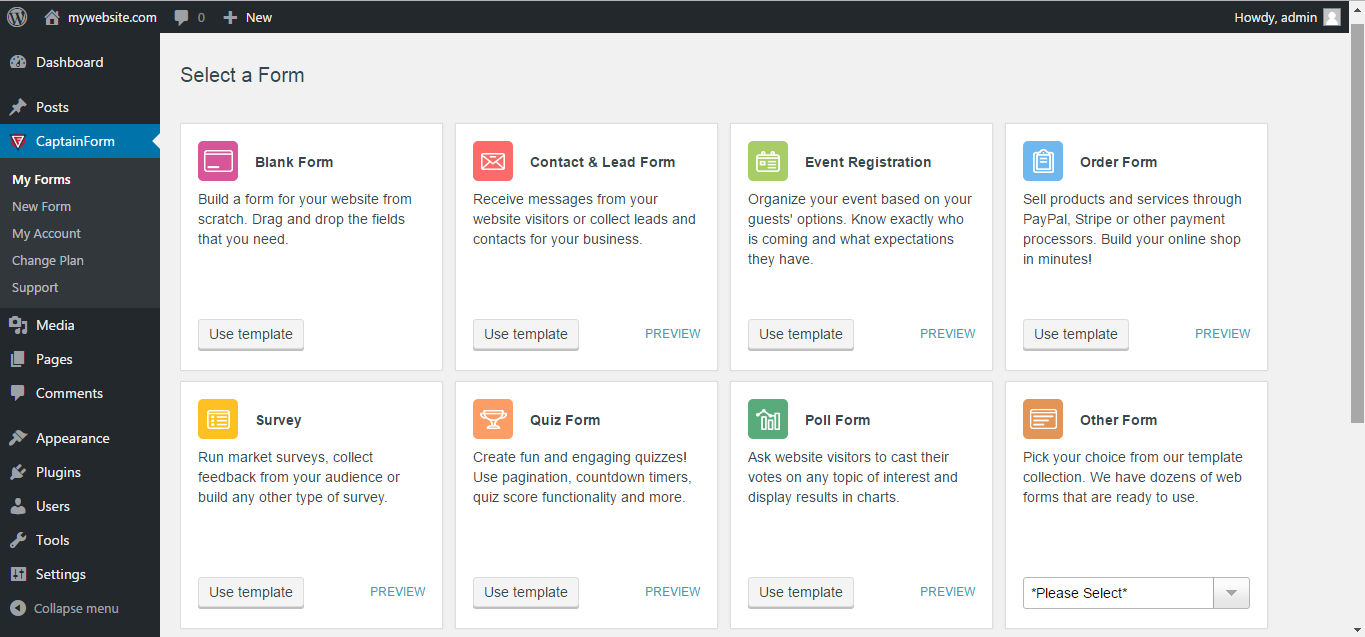 mywebsite.com 0 New Howdy, admin
Dashboard
Posts
CaptainForm
My Forms
New Form
My Account
Change Plan
Support
Media
Pages
Comments
Appearance
Plugins
Users
Tools
Settings
Collapse menu
Select a Form
Blank Form
Build a form for your website from
scratch. Drag and drop the fields
that you need.
Use template
Contact & Lead Form
Receive messages from your
website visitors or collect leads and
contacts for your business.
Use template PREVIEW
Event Registration
Organize your event based on your
guests' options. Know exactly who
is coming and what expectations
they have.
Use template PREVIEW
Order Form
Sell products and services through
PayPal, Stripe or other payment
processors. Build your online shop
in minutes!
Use template PREVIEW
Survey
Run market surveys, collect
feedback from your audience or
build any other type of survey.
Use template PREVIEW
Quiz Form
Create fun and engaging quizzes!
Use pagination, countdown timers,
quiz score functionality and more.
Use template PREVIEW
Poll Form
Ask website visitors to cast their
votes on any topic of interest and
display results in charts.
Use template PREVIEW
Other Form
Pick your choice from our template
collection. We have dozens of web
forms that are ready to use.
*Please Select*